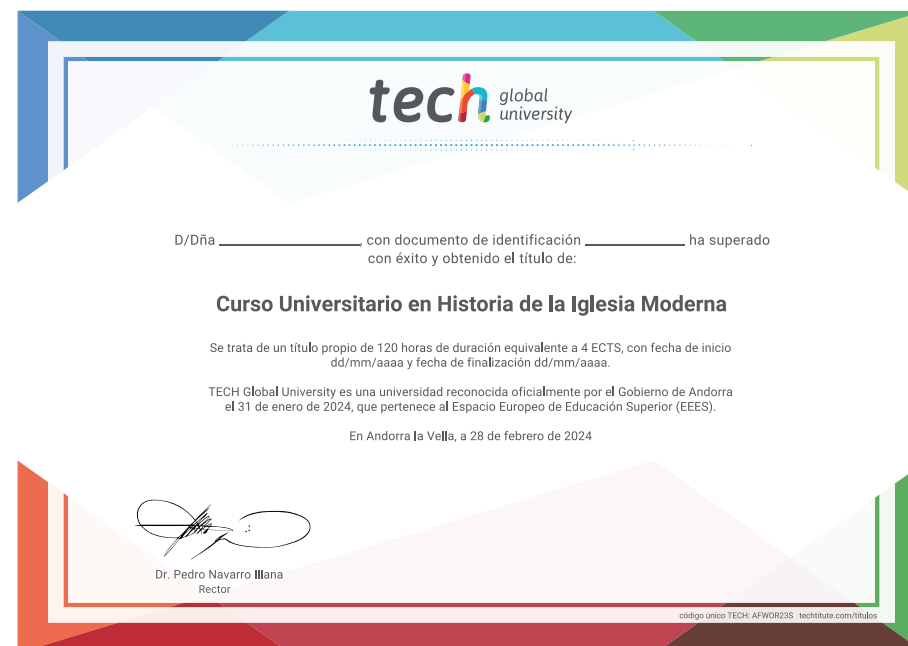 tech global
university
D/Dña ____________________, con documento de identificación ______________ ha superado
con éxito y obtenido el título de:
Curso Universitario en Historia de la Iglesia Moderna
Se trata de un título propio de 120 horas de duración equivalente a 4 ECTS, con fecha de inicio
dd/mm/aaaa y fecha de finalización dd/mm/aaaa.
TECH Global University es una universidad reconocida oficialmente por el Gobierno de Andorra
el 31 de enero de 2024, que pertenece al Espacio Europeo de Educación Superior (EEES).
En Andorra la Vella, a 28 de febrero de 2024
Dr. Pedro Navarro Illana
Rector
código único TECH: AFWOR23S techtitute.com/titulos